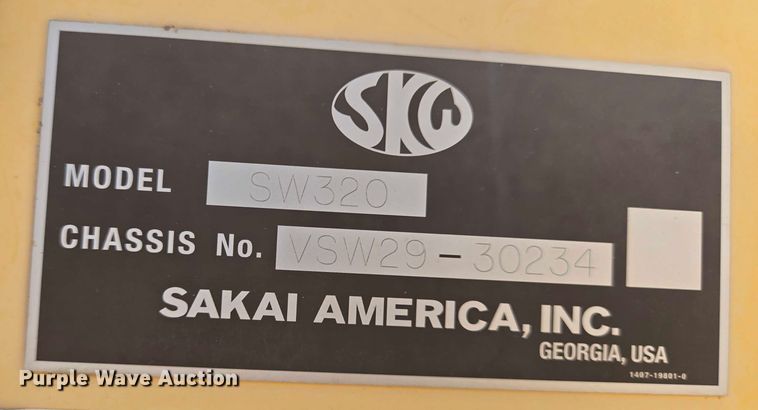 SKW
MODEL SW320
CHASSIS No. VSW29-30234
SAKAI AMERICA, INC.
GEORGIA, USA
1407-19801-0
Purple Wave Auction